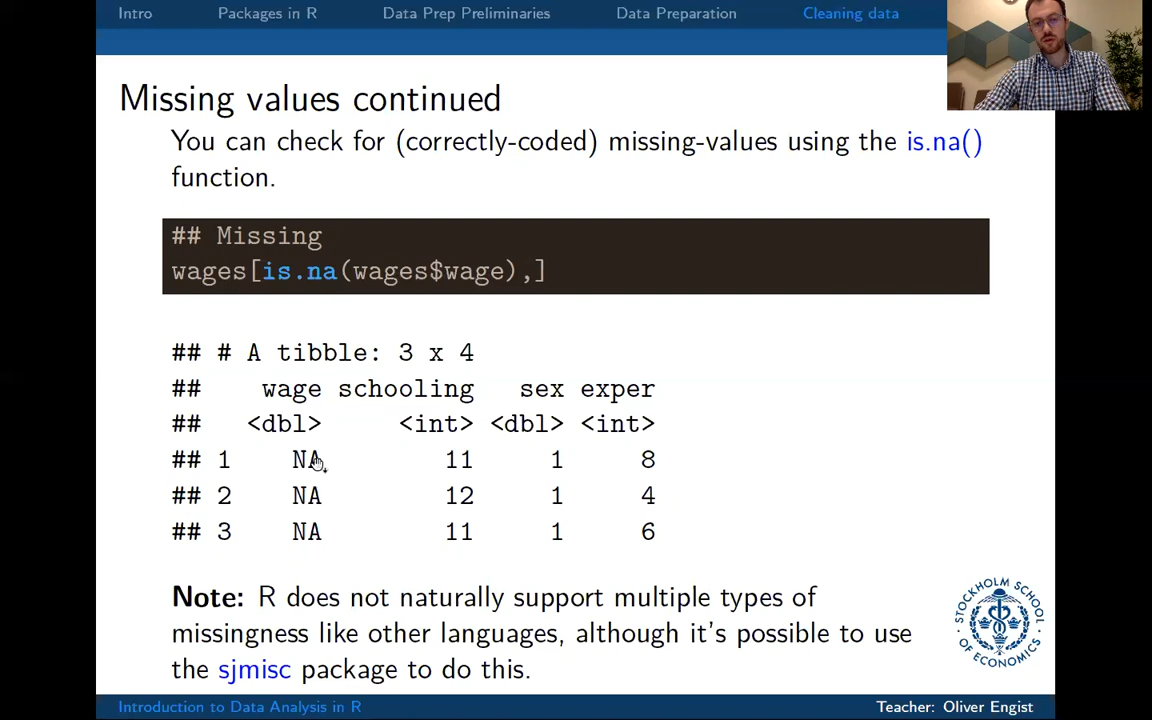 Intro Packages in R Data Prep Preliminaries Data Preparation Cleaning data
Missing values continued
You can check for (correctly-coded) missing-values using the is.na()
function.
## Missing
wages[is.na(wages$wage),]
## # A tibble: 3 x 4
## wage schooling sex exper
## <dbl> <int> <dbl> <int>
## 1 NA 11 1 8
## 2 NA 12 1 4
## 3 NA 11 1 6
Note: R does not naturally support multiple types of
missingness like other languages, although it's possible to use
the sjmisc package to do this.
STOCKHOLM SCHOOL
OF ECONOMICS
Introduction to Data Analysis in R Teacher: Oliver Engist